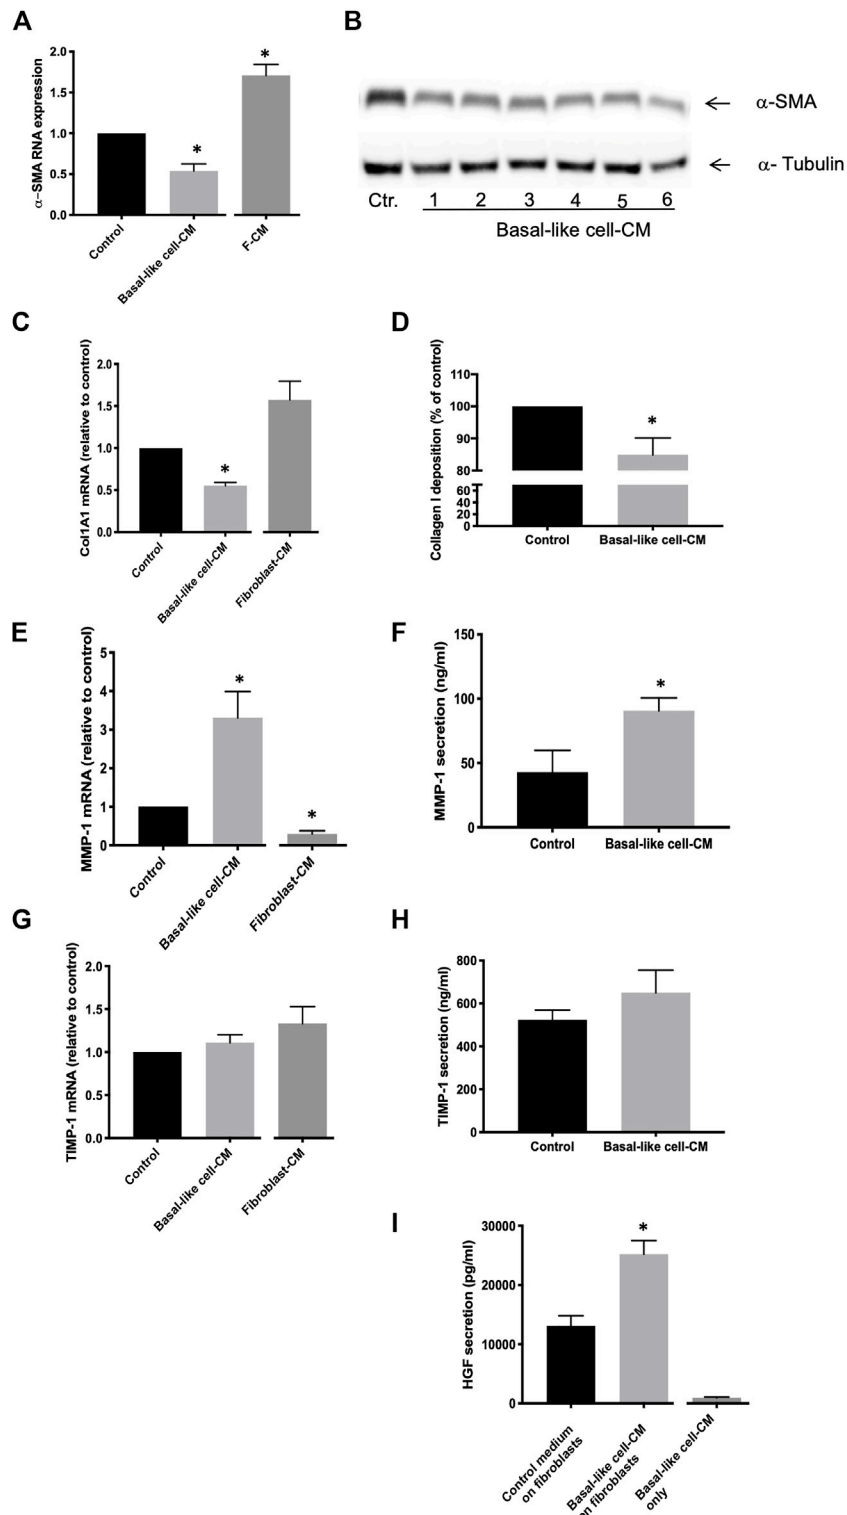 A
α-SMA RNA expression
2.0
1.5
1.0
0.5
0.0
*
*
Control
Basal-like cell-CM
F-CM
B
α-SMA
α- Tubulin
Ctr.
1 2 3 4 5 6
Basal-like cell-CM
C
Col1A1 mRNA (relative to control)
2.0
1.5
1.0
0.5
0.0
*
Control
Basal-like cell-CM
Fibroblast-CM
D
Collagen I deposition (% of control)
110
100
90
80
60
40
20
0
*
Control Basal-like cell-CM
E
MMP-1 mRNA (relative to control)
5
4
3
2
1
0
*
*
Control
Basal-like cell-CM
Fibroblast-CM
F
MMP-1 secretion (ng/ml)
150
100
50
0
*
Control Basal-like cell-CM
G
TIMP-1 mRNA (relative to control)
2.0
1.5
1.0
0.5
0.0
Control
Basal-like cell-CM
Fibroblast-CM
H
TIMP-1 secretion (ng/ml)
800
600
400
200
0
Control Basal-like cell-CM
I
HGF secretion (pg/ml)
30000
20000
10000
0
*
Control medium
on fibroblasts
Basal-like cell-CM
on fibroblasts
Basal-like cell-CM
only